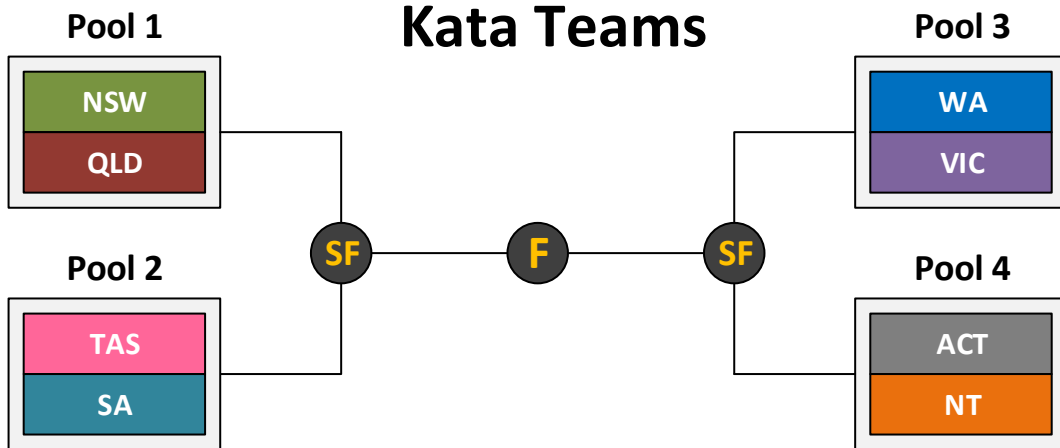 Kata Teams
Pool 1
NSW
QLD
Pool 2
TAS
SA
SF
F
SF
Pool 3
WA
VIC
Pool 4
ACT
NT